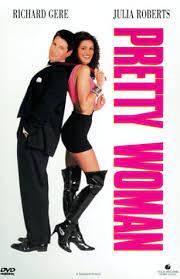 RICHARD GERE
JULIA ROBERTS
PRETTY WOMAN
DVD